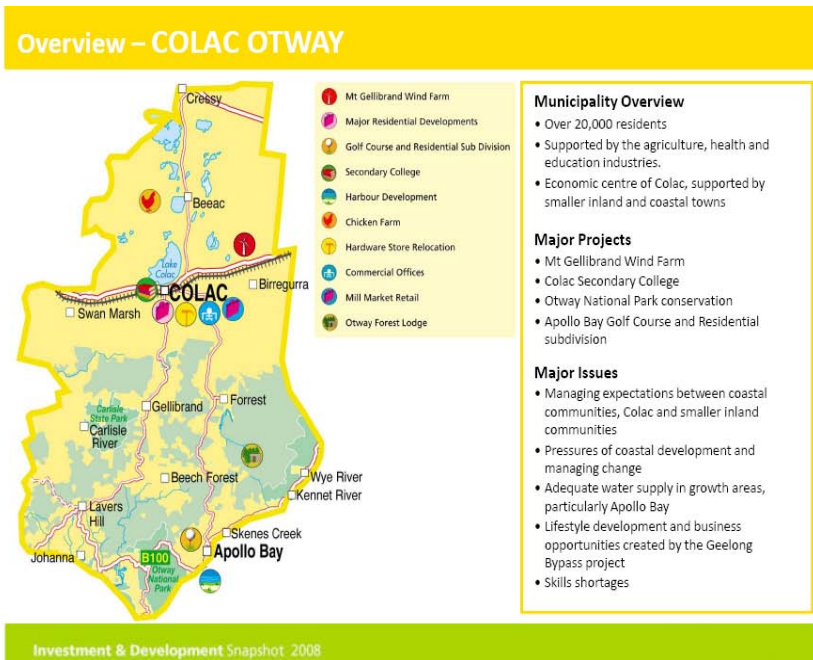 Overview – COLAC OTWAY
Cressy
Beeac
Lake
Colac
COLAC
Birregurra
Swan Marsh
Carlisle
State Park
Carlisle
River
Gellibrand
Forrest
Beech Forest
Wye River
Kennet River
Lavers
Hill
Skenes Creek
Apollo Bay
Johanna
B100
Otway
National
Park
Mt Gellibrand Wind Farm
Major Residential Developments
Golf Course and Residential Sub Division
Secondary College
Harbour Development
Chicken Farm
Hardware Store Relocation
Commercial Offices
Mill Market Retail
Otway Forest Lodge
Municipality Overview
• Over 20,000 residents
• Supported by the agriculture, health and
education industries.
• Economic centre of Colac, supported by
smaller inland and coastal towns
Major Projects
• Mt Gellibrand Wind Farm
• Colac Secondary College
• Otway National Park conservation
• Apollo Bay Golf Course and Residential
subdivision
Major Issues
• Managing expectations between coastal
communities, Colac and smaller inland
communities
• Pressures of coastal development and
managing change
• Adequate water supply in growth areas,
particularly Apollo Bay
• Lifestyle development and business
opportunities created by the Geelong
Bypass project
• Skills shortages
Investment & Development Snapshot 2008